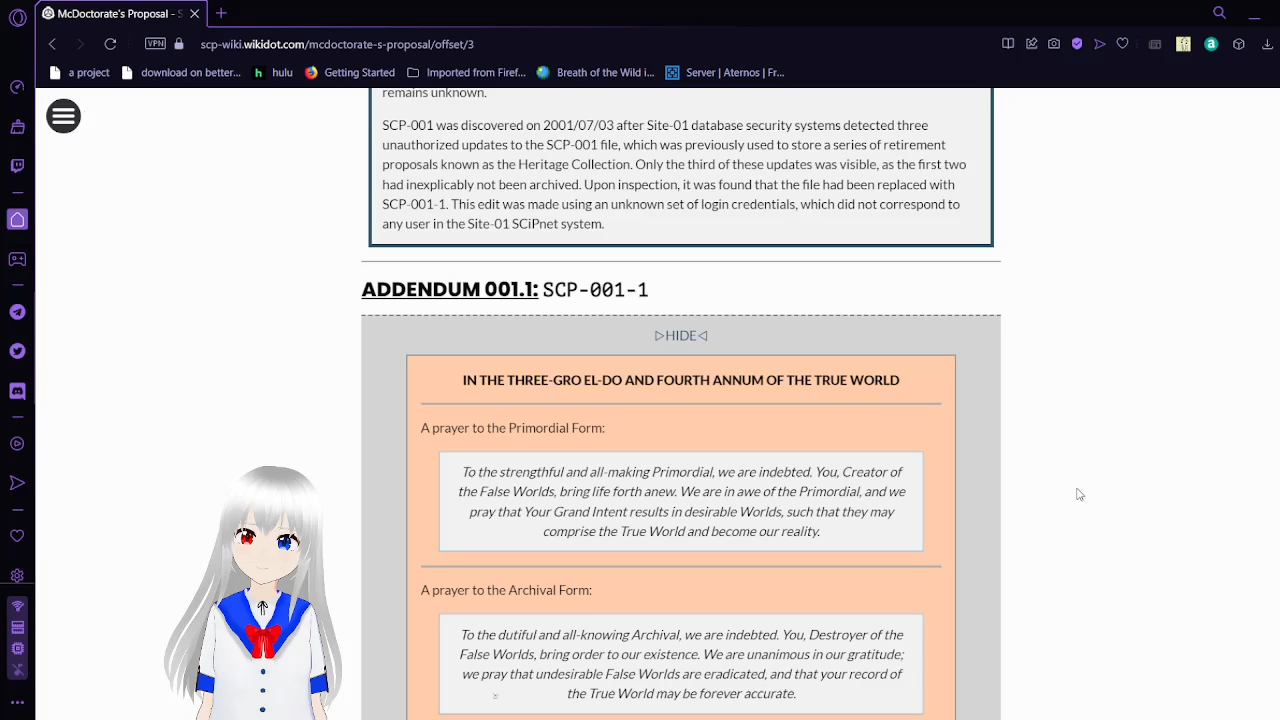 McDoctorate's Proposal - S
scp-wiki.wikidot.com/mcdoctorate-s-proposal/offset/3
VPN
a project
download on better...
h hulu
Getting Started
Imported from Firef...
Breath of the Wild i...
Server | Aternos | Fr...
remains unknown.
SCP-001 was discovered on 2001/07/03 after Site-01 database security systems detected three
unauthorized updates to the SCP-001 file, which was previously used to store a series of retirement
proposals known as the Heritage Collection. Only the third of these updates was visible, as the first two
had inexplicably not been archived. Upon inspection, it was found that the file had been replaced with
SCP-001-1. This edit was made using an unknown set of login credentials, which did not correspond to
any user in the Site-01 SCiPnet system.
ADDENDUM 001.1: SCP-001-1
▷HIDE◁
IN THE THREE-GRO EL-DO AND FOURTH ANNUM OF THE TRUE WORLD
A prayer to the Primordial Form:
To the strengthful and all-making Primordial, we are indebted. You, Creator of
the False Worlds, bring life forth anew. We are in awe of the Primordial, and we
pray that Your Grand Intent results in desirable Worlds, such that they may
comprise the True World and become our reality.
A prayer to the Archival Form:
To the dutiful and all-knowing Archival, we are indebted. You, Destroyer of the
False Worlds, bring order to our existence. We are unanimous in our gratitude;
we pray that undesirable False Worlds are eradicated, and that your record of
the True World may be forever accurate.